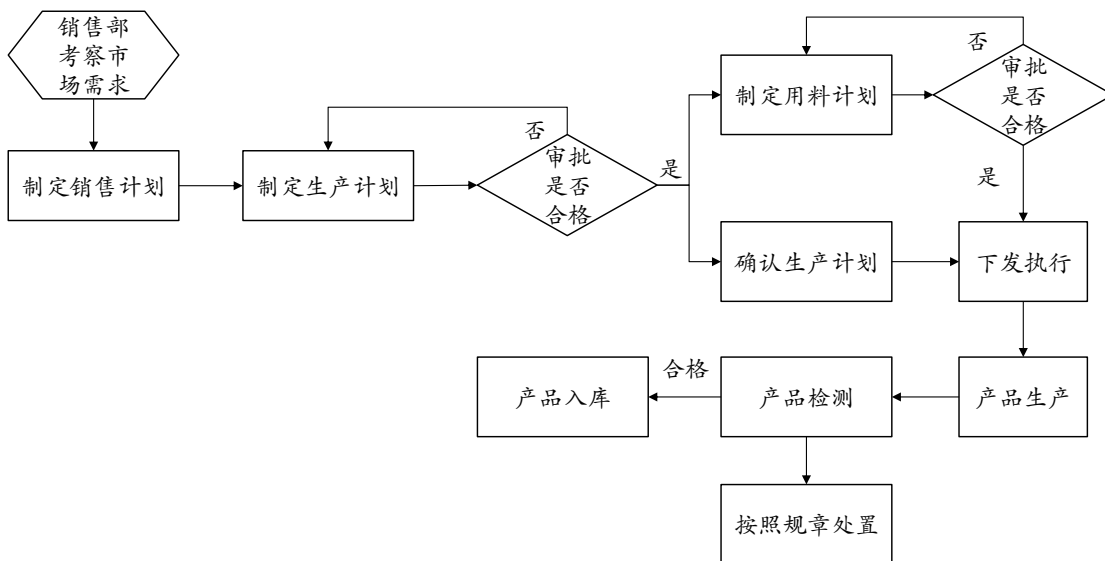 销售部
考察市
场需求
制定销售计划
制定生产计划
否
审批
是否
合格
是
制定用料计划
否
审批
是否
合格
是
确认生产计划
下发执行
产品生产
产品检测
合格
产品入库
按照规章处置